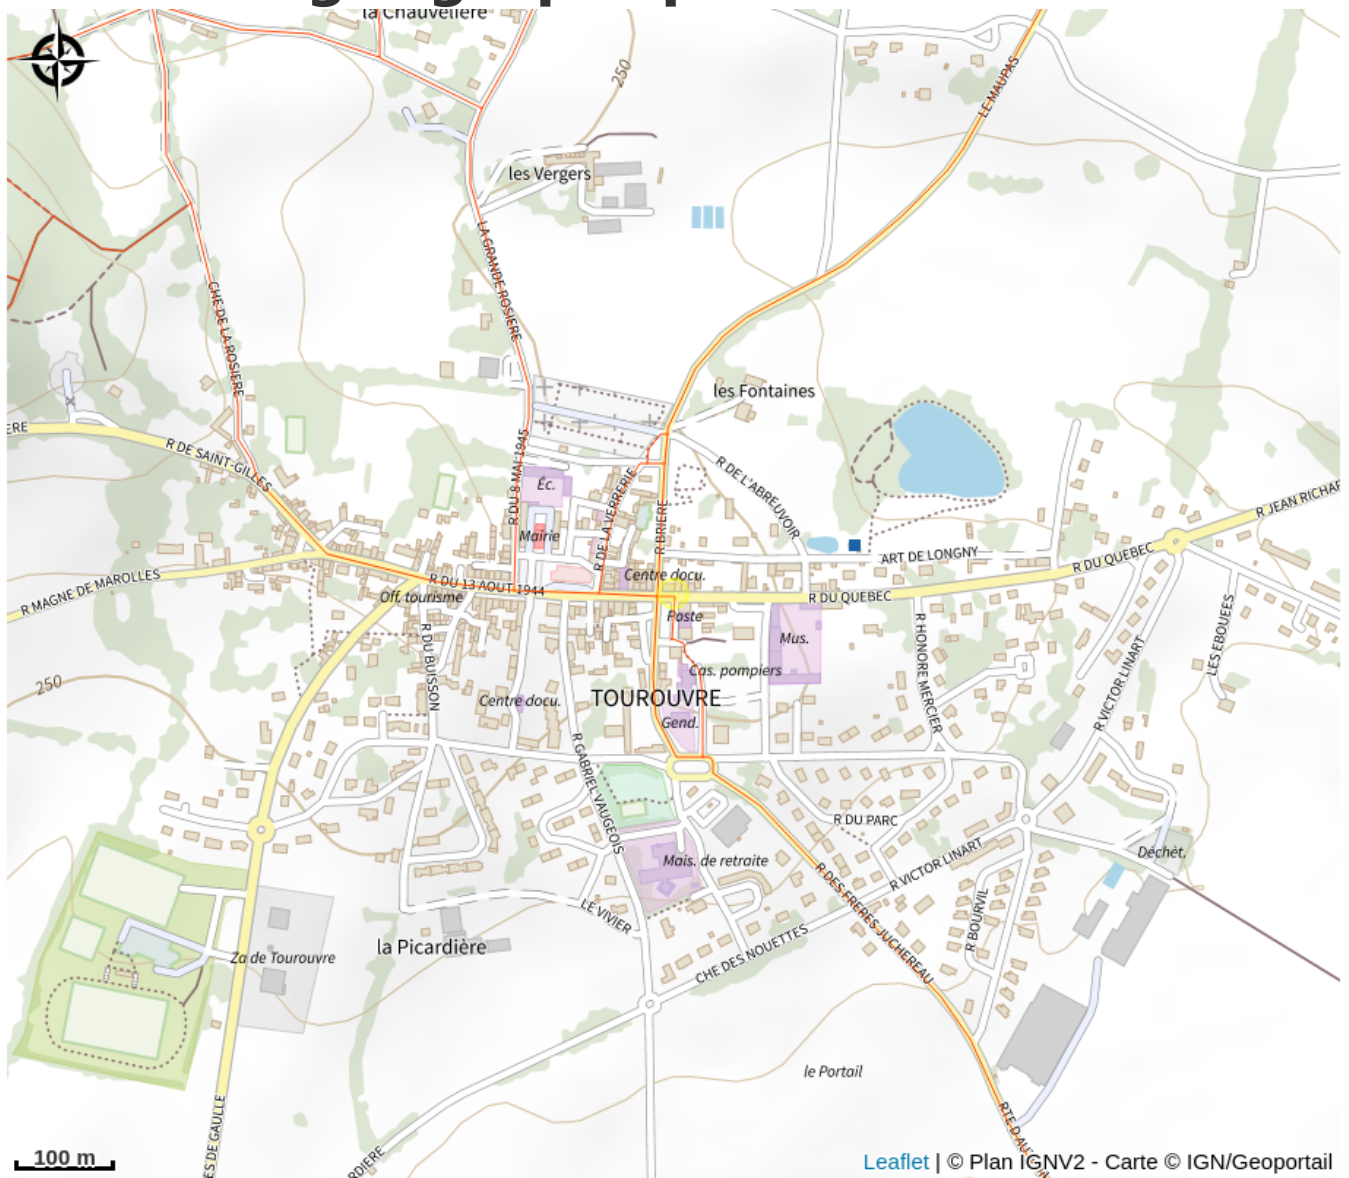 la Chauvelière
250
LE MAUPAS
les Vergers
LA GRANDE ROSIERE
CHE DE LA ROSIERE
les Fontaines
ERE
R DE SAINT-GILLES
R DU 8 MAI 1945
Éc.
R DE LA VERRERIE
R BRIERE
R DE L'ABREUVOIR
R JEAN RICHAR
Mairie
ART DE LONGNY
R DU QUEBEC
R MAGNE DE MAROLLES
R DU 13 AOUT 1944
Off. tourisme
Centre docu.
Poste
R DU QUEBEC
LES EBOUEES
R DU BUISSON
Mus.
R HONORE MERCIER
R VICTOR LINART
250
Cas. pompiers
Centre docu.
TOUROUVRE
Gend.
R GABRIEL VAUGEOIS
R DU PARC
Mais. de retraite
R VICTOR LINART
Déchèt.
R DES FRERES JUCHEREAU
R BOURVIL
LE VIVIER
la Picardière
CHE DES NOUETTES
Za de Tourouvre
le Portail
ES DE GAULLE
RDIERE
100 m
Leaflet | © Plan IGNV2 - Carte © IGN/Geoportail